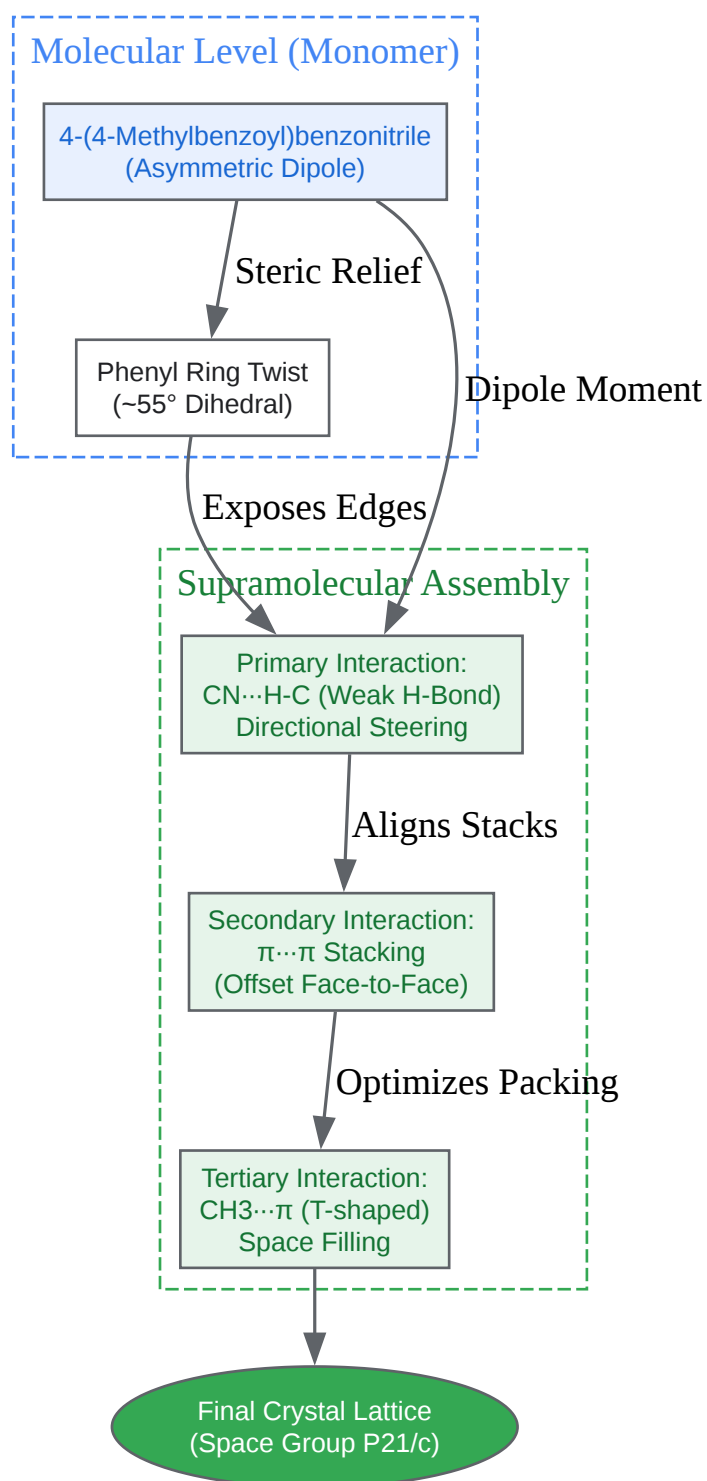 Molecular Level (Monomer)
4-(4-Methylbenzoyl)benzonitrile
(Asymmetric Dipole)
Steric Relief
Phenyl Ring Twist
(~55° Dihedral)
Dipole Moment
Exposes Edges
Supramolecular Assembly
Primary Interaction:
CN···H-C (Weak H-Bond)
Directional Steering
Aligns Stacks
Secondary Interaction:
π···π Stacking
(Offset Face-to-Face)
Optimizes Packing
Tertiary Interaction:
CH3···π (T-shaped)
Space Filling
Final Crystal Lattice
(Space Group P21/c)